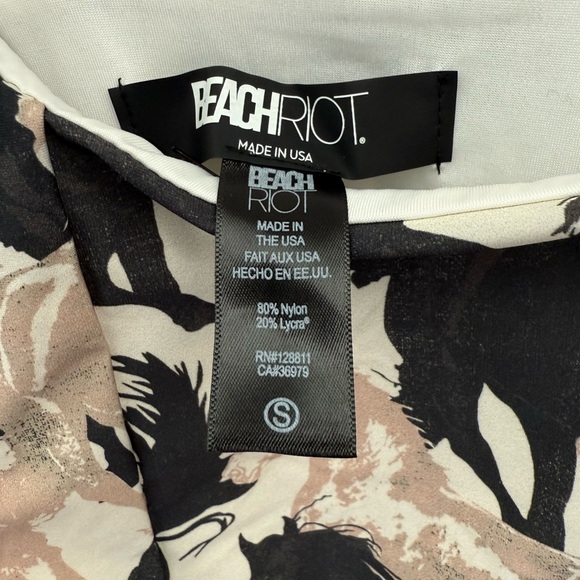 BEACHRIOT®
MADE IN USA
BEACH
RIOT
MADE IN
THE USA
FAIT AUX USA
HECHO EN EE.UU.
80% Nylon
20% Lycra®
RN#128811
CA#36979
S